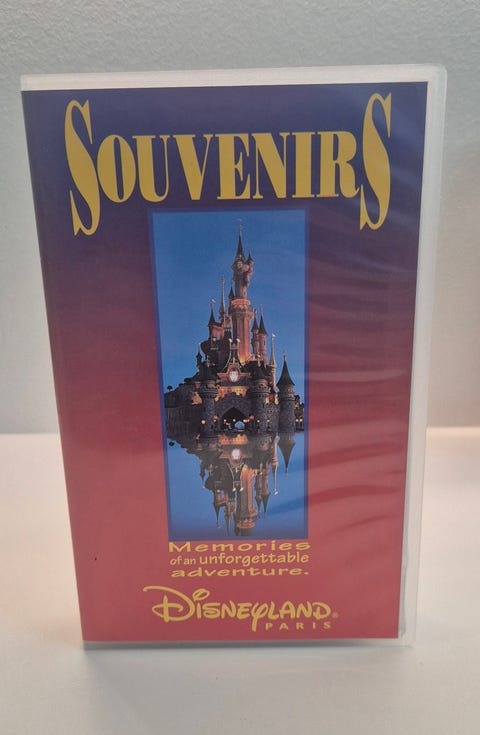 SOUVENIRS
Memories
of an unforgettable
adventure.
DISNEYLAND®
PARIS